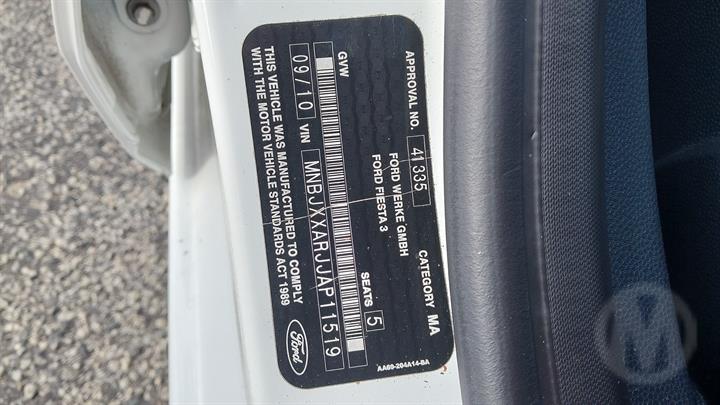 APPROVAL NO. 41335 CATEGORY MA
FORD WERKE GMBH
FORD FIESTA 3
GVW SEATS 5
09/10 VIN MNBJXXARJJAP11519
THIS VEHICLE WAS MANUFACTURED TO COMPLY
WITH THE MOTOR VEHICLE STANDARDS ACT 1989
Ford
AA69-204A14-BA
M